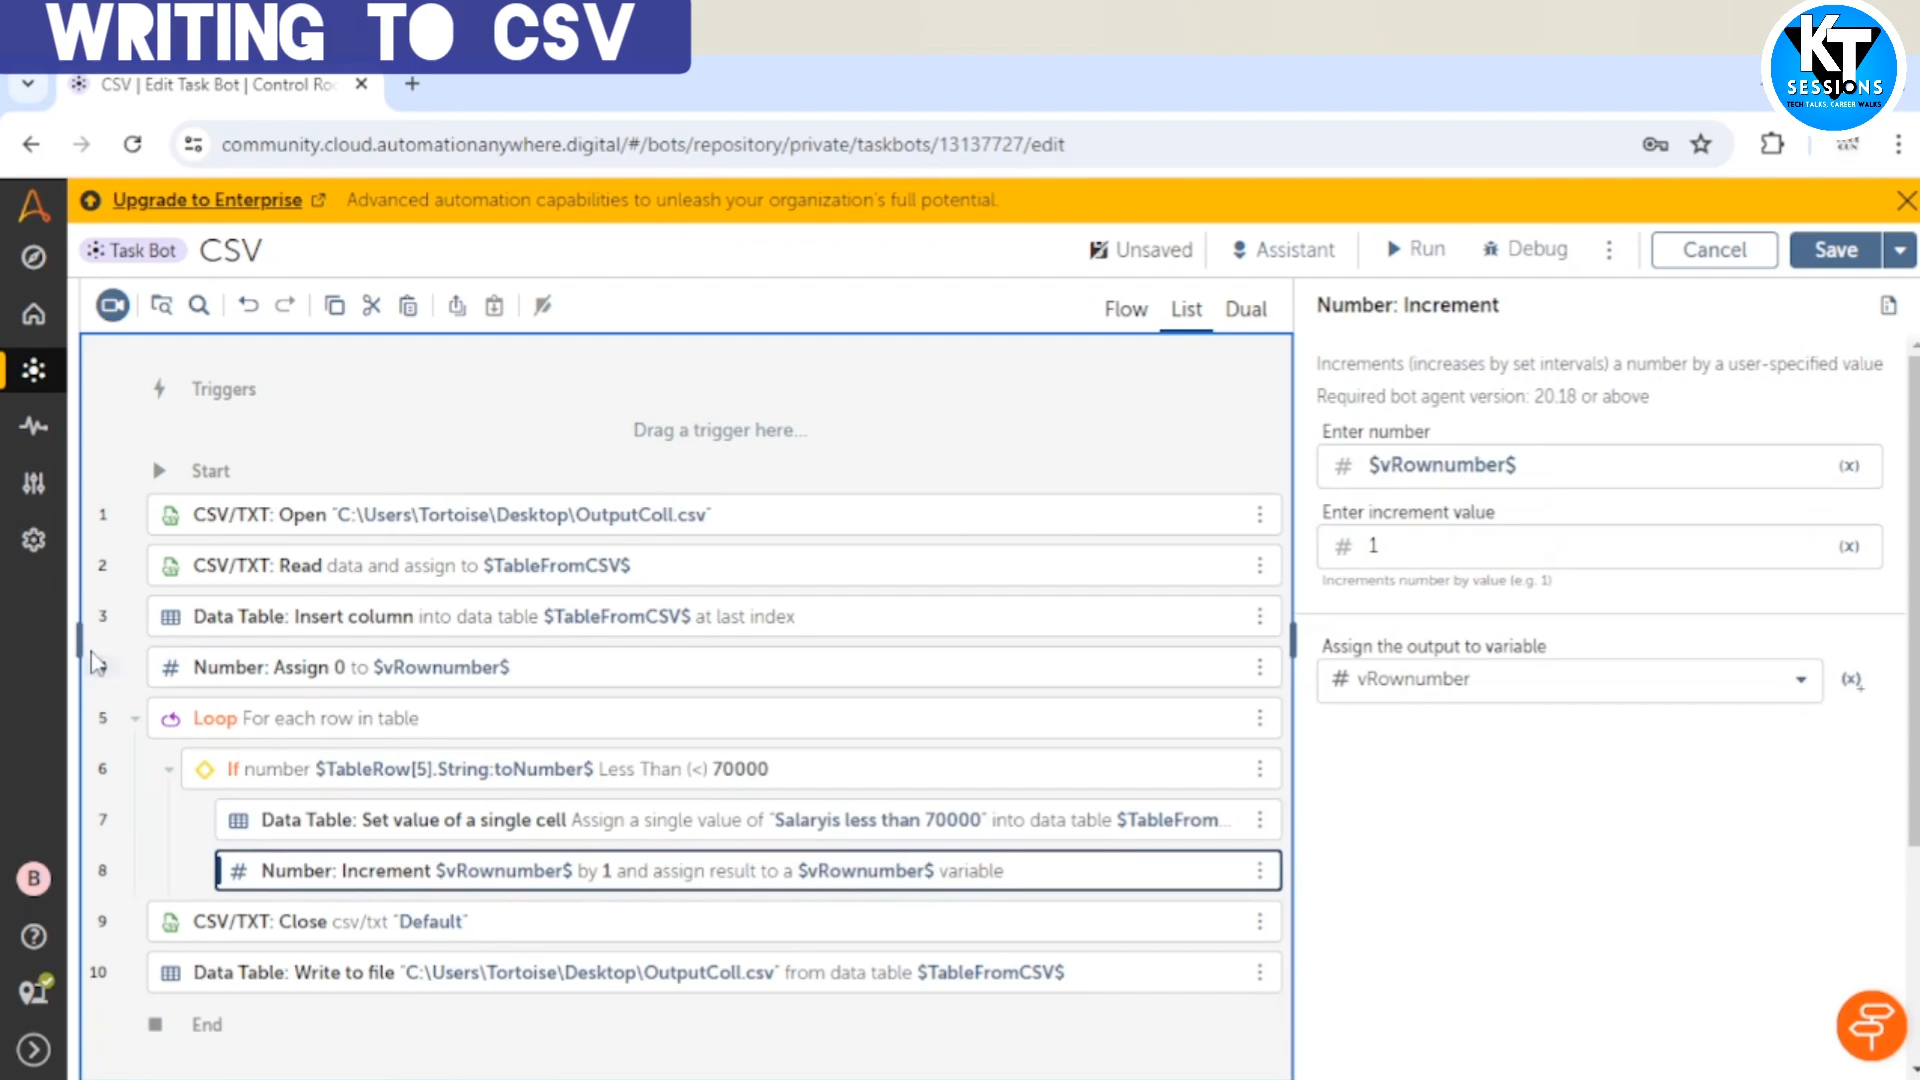 WRITING TO CSV
KT
SESSIONS
TECH TALKS, CAREER WALKS
CSV | Edit Task Bot | Control Ro
community.cloud.automationanywhere.digital/#/bots/repository/private/taskbots/13137727/edit
Upgrade to Enterprise Advanced automation capabilities to unleash your organization's full potential.
Task Bot CSV Unsaved Assistant Run Debug Cancel Save
Flow List Dual
Number: Increment
Increments (increases by set intervals) a number by a user-specified value
Required bot agent version: 20.18 or above
Enter number
# $vRownumber$ (x)
Enter increment value
# 1 (x)
Increments number by value (e.g. 1)
Assign the output to variable
# vRownumber (x)
Triggers
Drag a trigger here...
Start
1 CSV/TXT: Open "C:\Users\Tortoise\Desktop\OutputColl.csv"
2 CSV/TXT: Read data and assign to $TableFromCSV$
3 Data Table: Insert column into data table $TableFromCSV$ at last index
# Number: Assign 0 to $vRownumber$
5 Loop For each row in table
6 If number $TableRow[5].String:toNumber$ Less Than (<) 70000
7 Data Table: Set value of a single cell Assign a single value of "Salaryis less than 70000" into data table $TableFrom...
8 # Number: Increment $vRownumber$ by 1 and assign result to a $vRownumber$ variable
9 CSV/TXT: Close csv/txt "Default"
10 Data Table: Write to file "C:\Users\Tortoise\Desktop\OutputColl.csv" from data table $TableFromCSV$
End
B